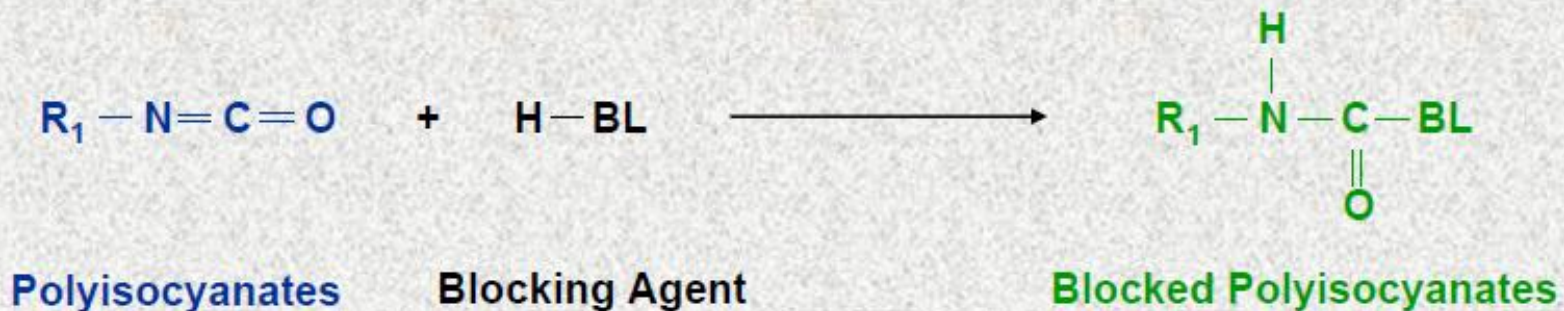 H
R₁ — N = C = O + H — BL → R₁ — N — C — BL
O
Polyisocyanates Blocking Agent Blocked Polyisocyanates